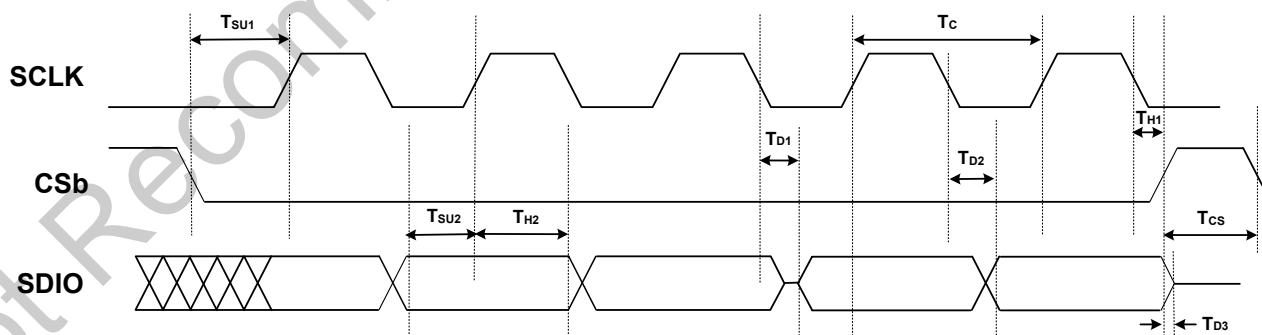 TSU1
TC
SCLK
TH1
TD1
TD2
CSb
TSU2
TH2
TCS
SDIO
TD3